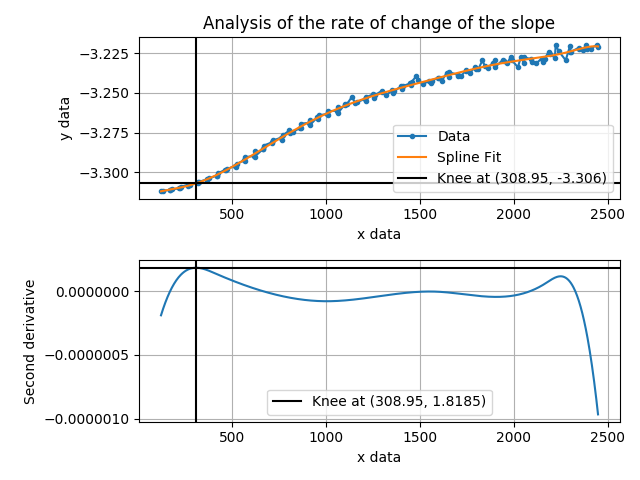 Analysis of the rate of change of the slope
−3.225
−3.250
−3.275
−3.300
y data
Data
Spline Fit
Knee at (308.95, -3.306)
500
1000
1500
2000
2500
x data
0.0000000
−0.0000005
−0.0000010
Second derivative
Knee at (308.95, 1.8185)
500
1000
1500
2000
2500
x data